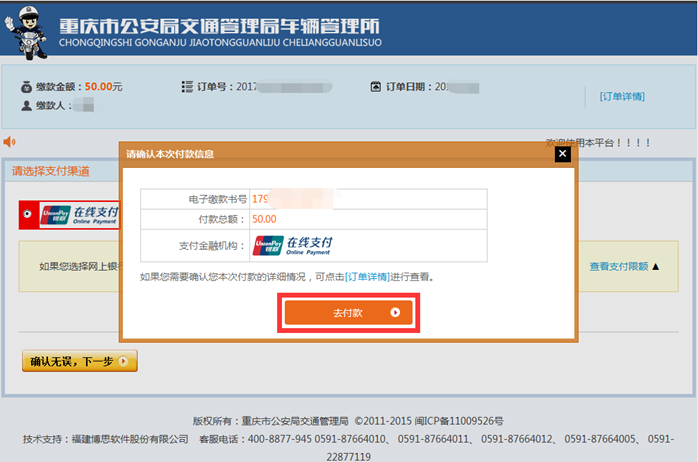 重庆市公安局交通管理局车辆管理所
CHONGQINGSHI GONGANJU JIAOTONGGUANLIJU CHELIANGGUANLISUO
缴款金额：50.00元 订单号：2017 订单日期：20 [订单详情]
缴款人：
欢迎使用本平台！！！！
请选择支付渠道
UnionPay 银联 在线支付 Online Payment
如果您选择网上银行 查看支付限额 ▲
确认无误，下一步
请确认本次付款信息
电子缴款书号 179
付款总额： 50.00
支付金融机构： UnionPay 银联 在线支付 Online Payment
如果您需要确认您本次付款的详细情况，可点击[订单详情]进行查看。
去付款
版权所有：重庆市公安局交通管理局 ©2011-2015 闽ICP备11009526号
技术支持：福建博思软件股份有限公司 客服电话：400-8877-945 0591-87664010、 0591-87664011、 0591-87664012、 0591-87664005、 0591-
22877119